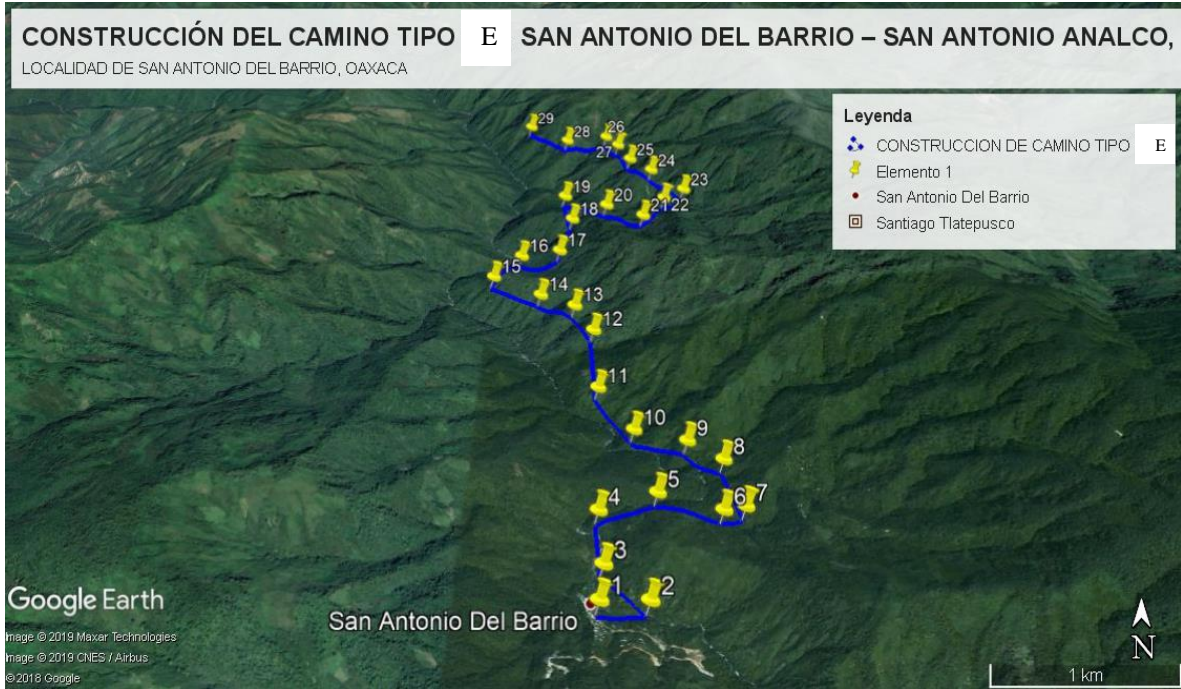 CONSTRUCCIÓN DEL CAMINO TIPO E SAN ANTONIO DEL BARRIO – SAN ANTONIO ANALCO,
LOCALIDAD DE SAN ANTONIO DEL BARRIO, OAXACA
Leyenda
CONSTRUCCION DE CAMINO TIPO E
Elemento 1
San Antonio Del Barrio
Santiago Tlatepusco
29
28
26
27
25
24
23
22
21
20
19
18
17
16
15
14
13
12
11
10
9
8
7
6
5
4
3
2
1
San Antonio Del Barrio
Google Earth
Image © 2019 Maxar Technologies
Image © 2019 CNES / Airbus
© 2018 Google
N
1 km